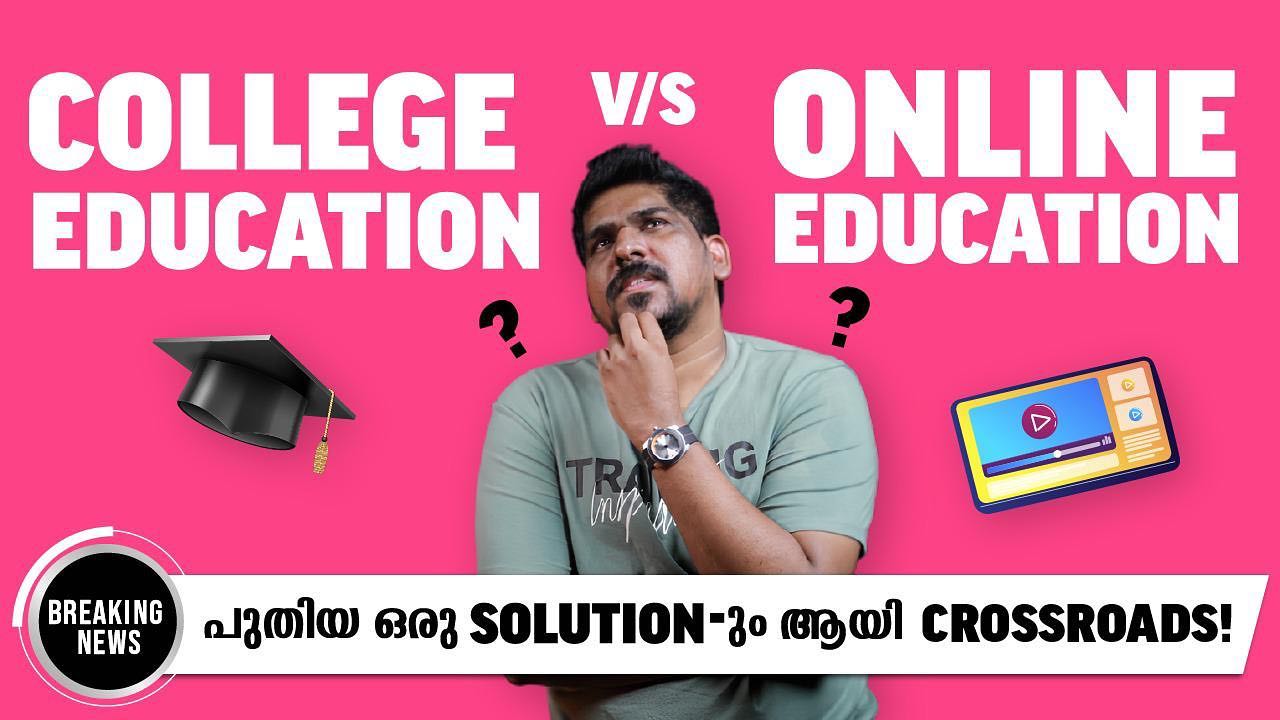 COLLEGE
EDUCATION
V/S
ONLINE
EDUCATION
?
?
BREAKING
NEWS
പുതിയ ഒരു SOLUTION-ും ആയി CROSSROADS!